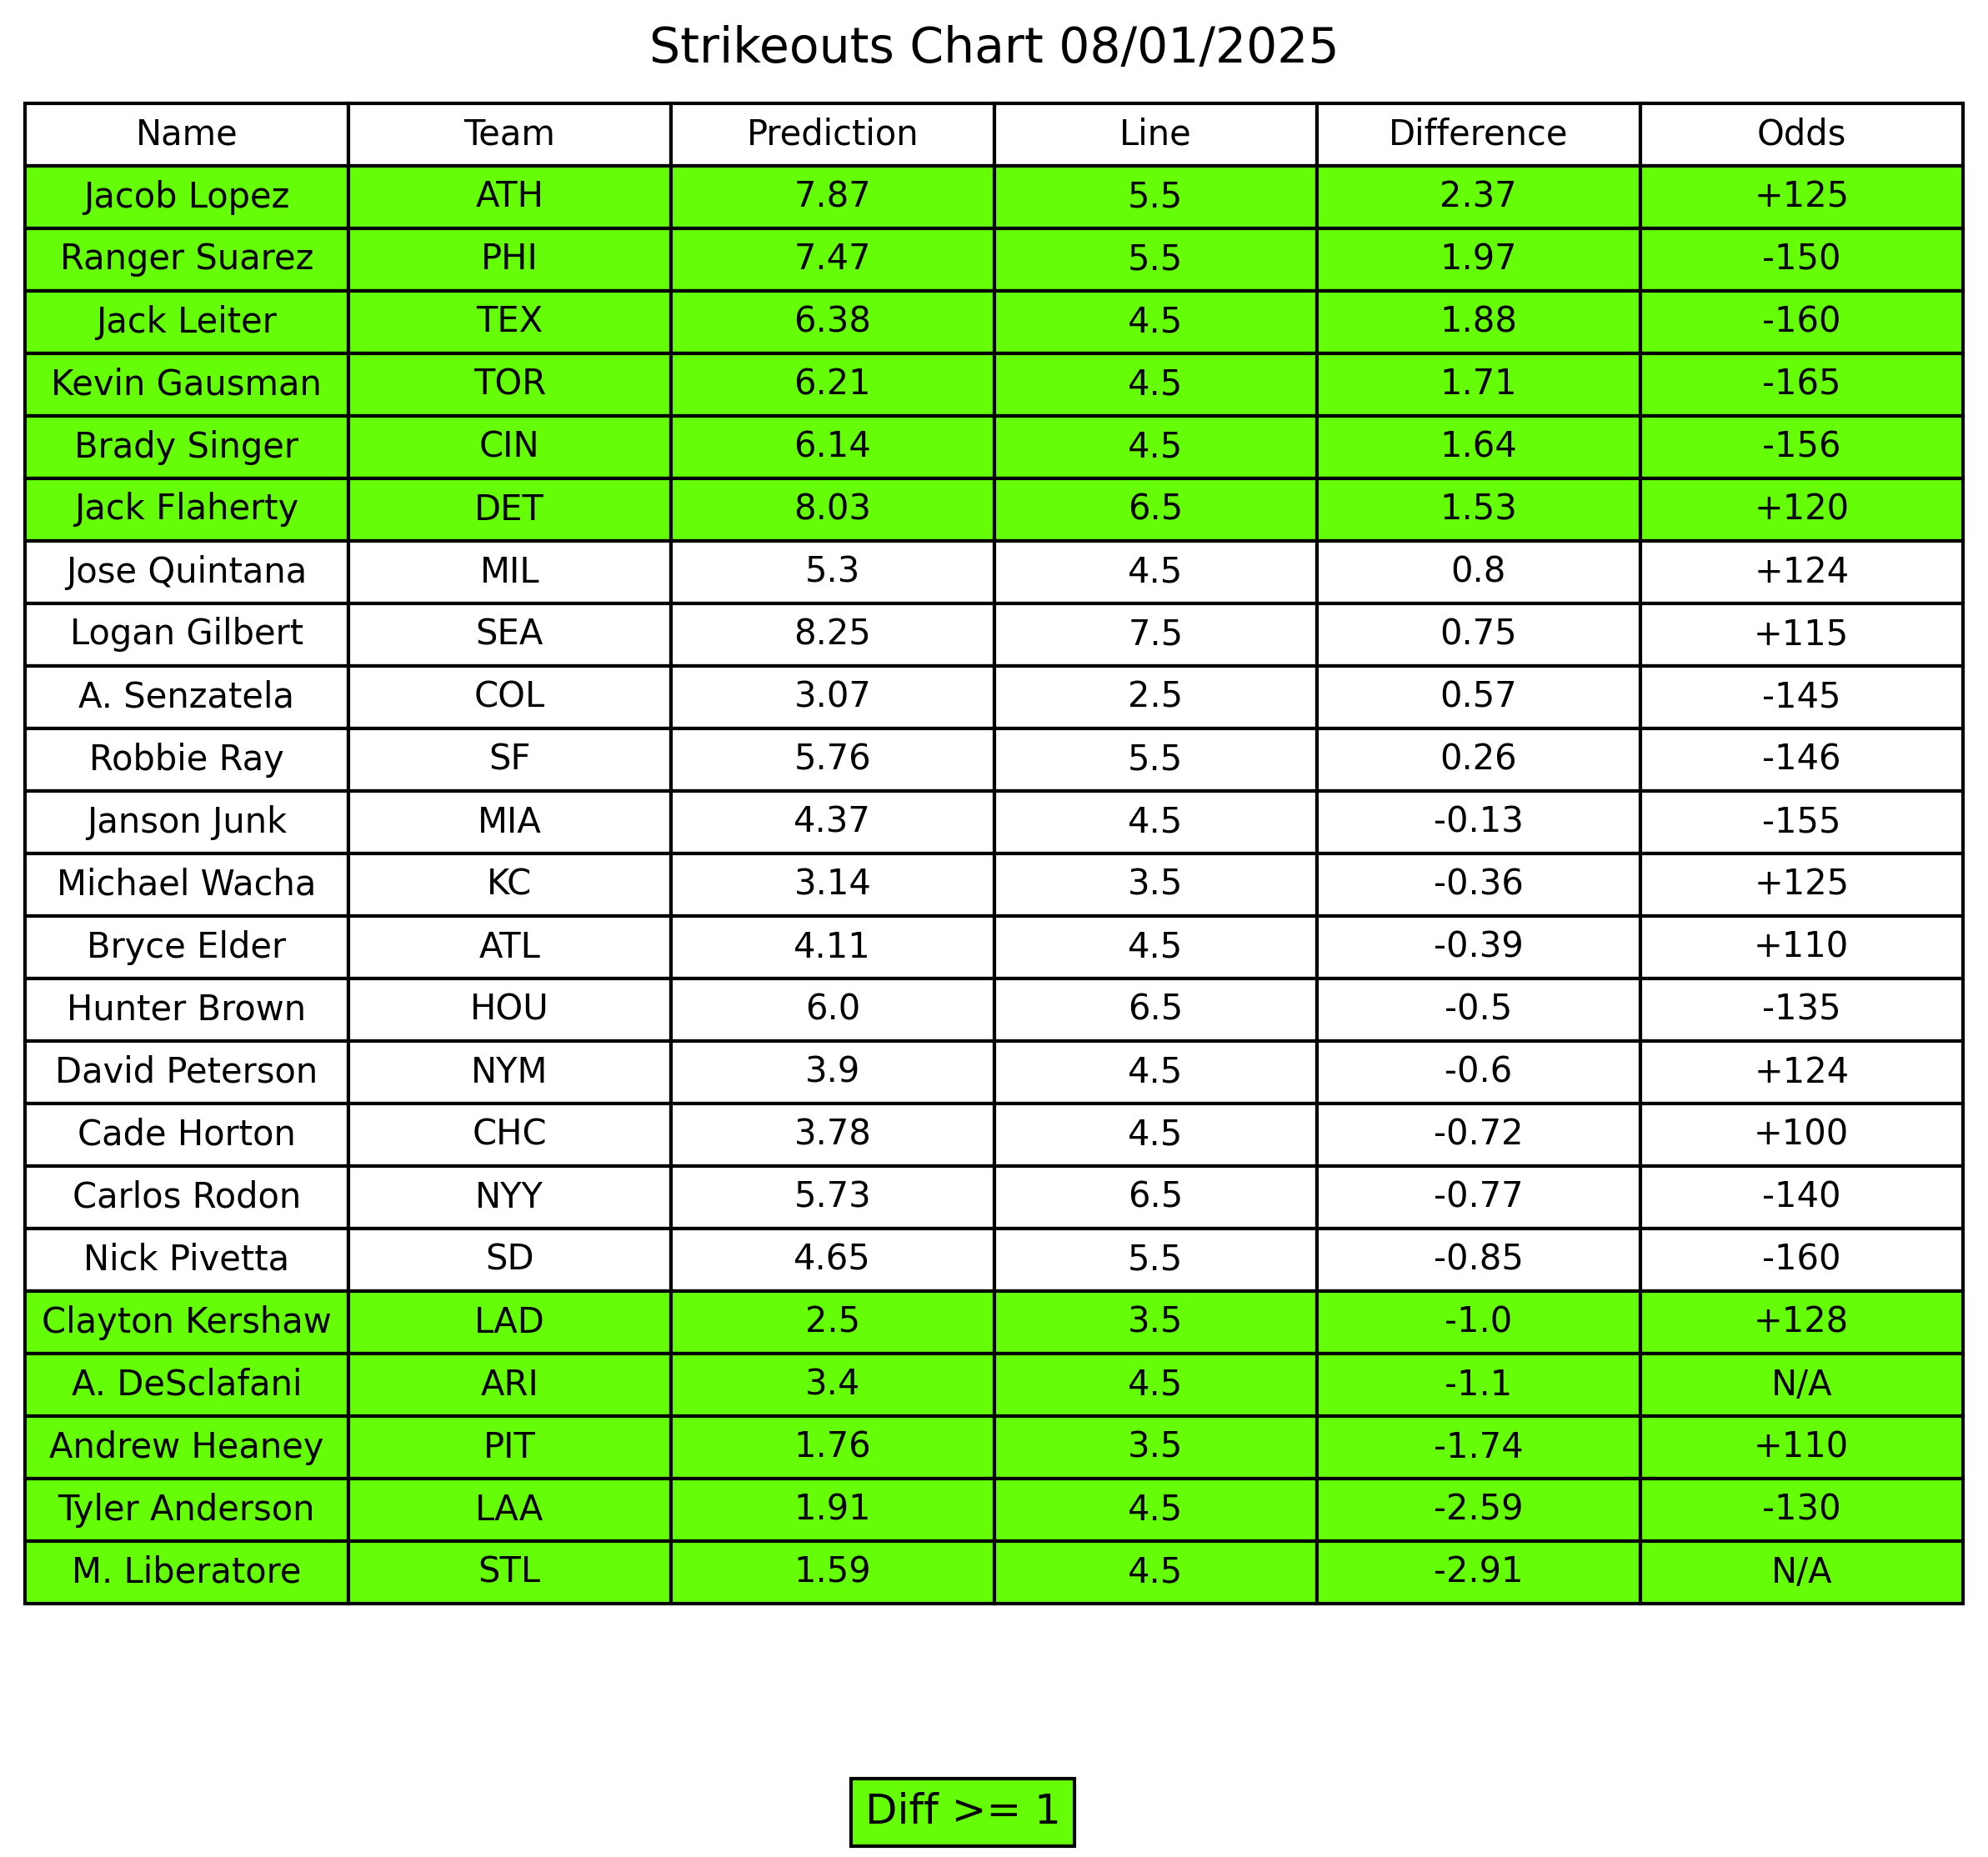 Strikeouts Chart 08/01/2025
Name Team Prediction Line Difference Odds
Jacob Lopez ATH 7.87 5.5 2.37 +125
Ranger Suarez PHI 7.47 5.5 1.97 -150
Jack Leiter TEX 6.38 4.5 1.88 -160
Kevin Gausman TOR 6.21 4.5 1.71 -165
Brady Singer CIN 6.14 4.5 1.64 -156
Jack Flaherty DET 8.03 6.5 1.53 +120
Jose Quintana MIL 5.3 4.5 0.8 +124
Logan Gilbert SEA 8.25 7.5 0.75 +115
A. Senzatela COL 3.07 2.5 0.57 -145
Robbie Ray SF 5.76 5.5 0.26 -146
Janson Junk MIA 4.37 4.5 -0.13 -155
Michael Wacha KC 3.14 3.5 -0.36 +125
Bryce Elder ATL 4.11 4.5 -0.39 +110
Hunter Brown HOU 6.0 6.5 -0.5 -135
David Peterson NYM 3.9 4.5 -0.6 +124
Cade Horton CHC 3.78 4.5 -0.72 +100
Carlos Rodon NYY 5.73 6.5 -0.77 -140
Nick Pivetta SD 4.65 5.5 -0.85 -160
Clayton Kershaw LAD 2.5 3.5 -1.0 +128
A. DeSclafani ARI 3.4 4.5 -1.1 N/A
Andrew Heaney PIT 1.76 3.5 -1.74 +110
Tyler Anderson LAA 1.91 4.5 -2.59 -130
M. Liberatore STL 1.59 4.5 -2.91 N/A
Diff >= 1